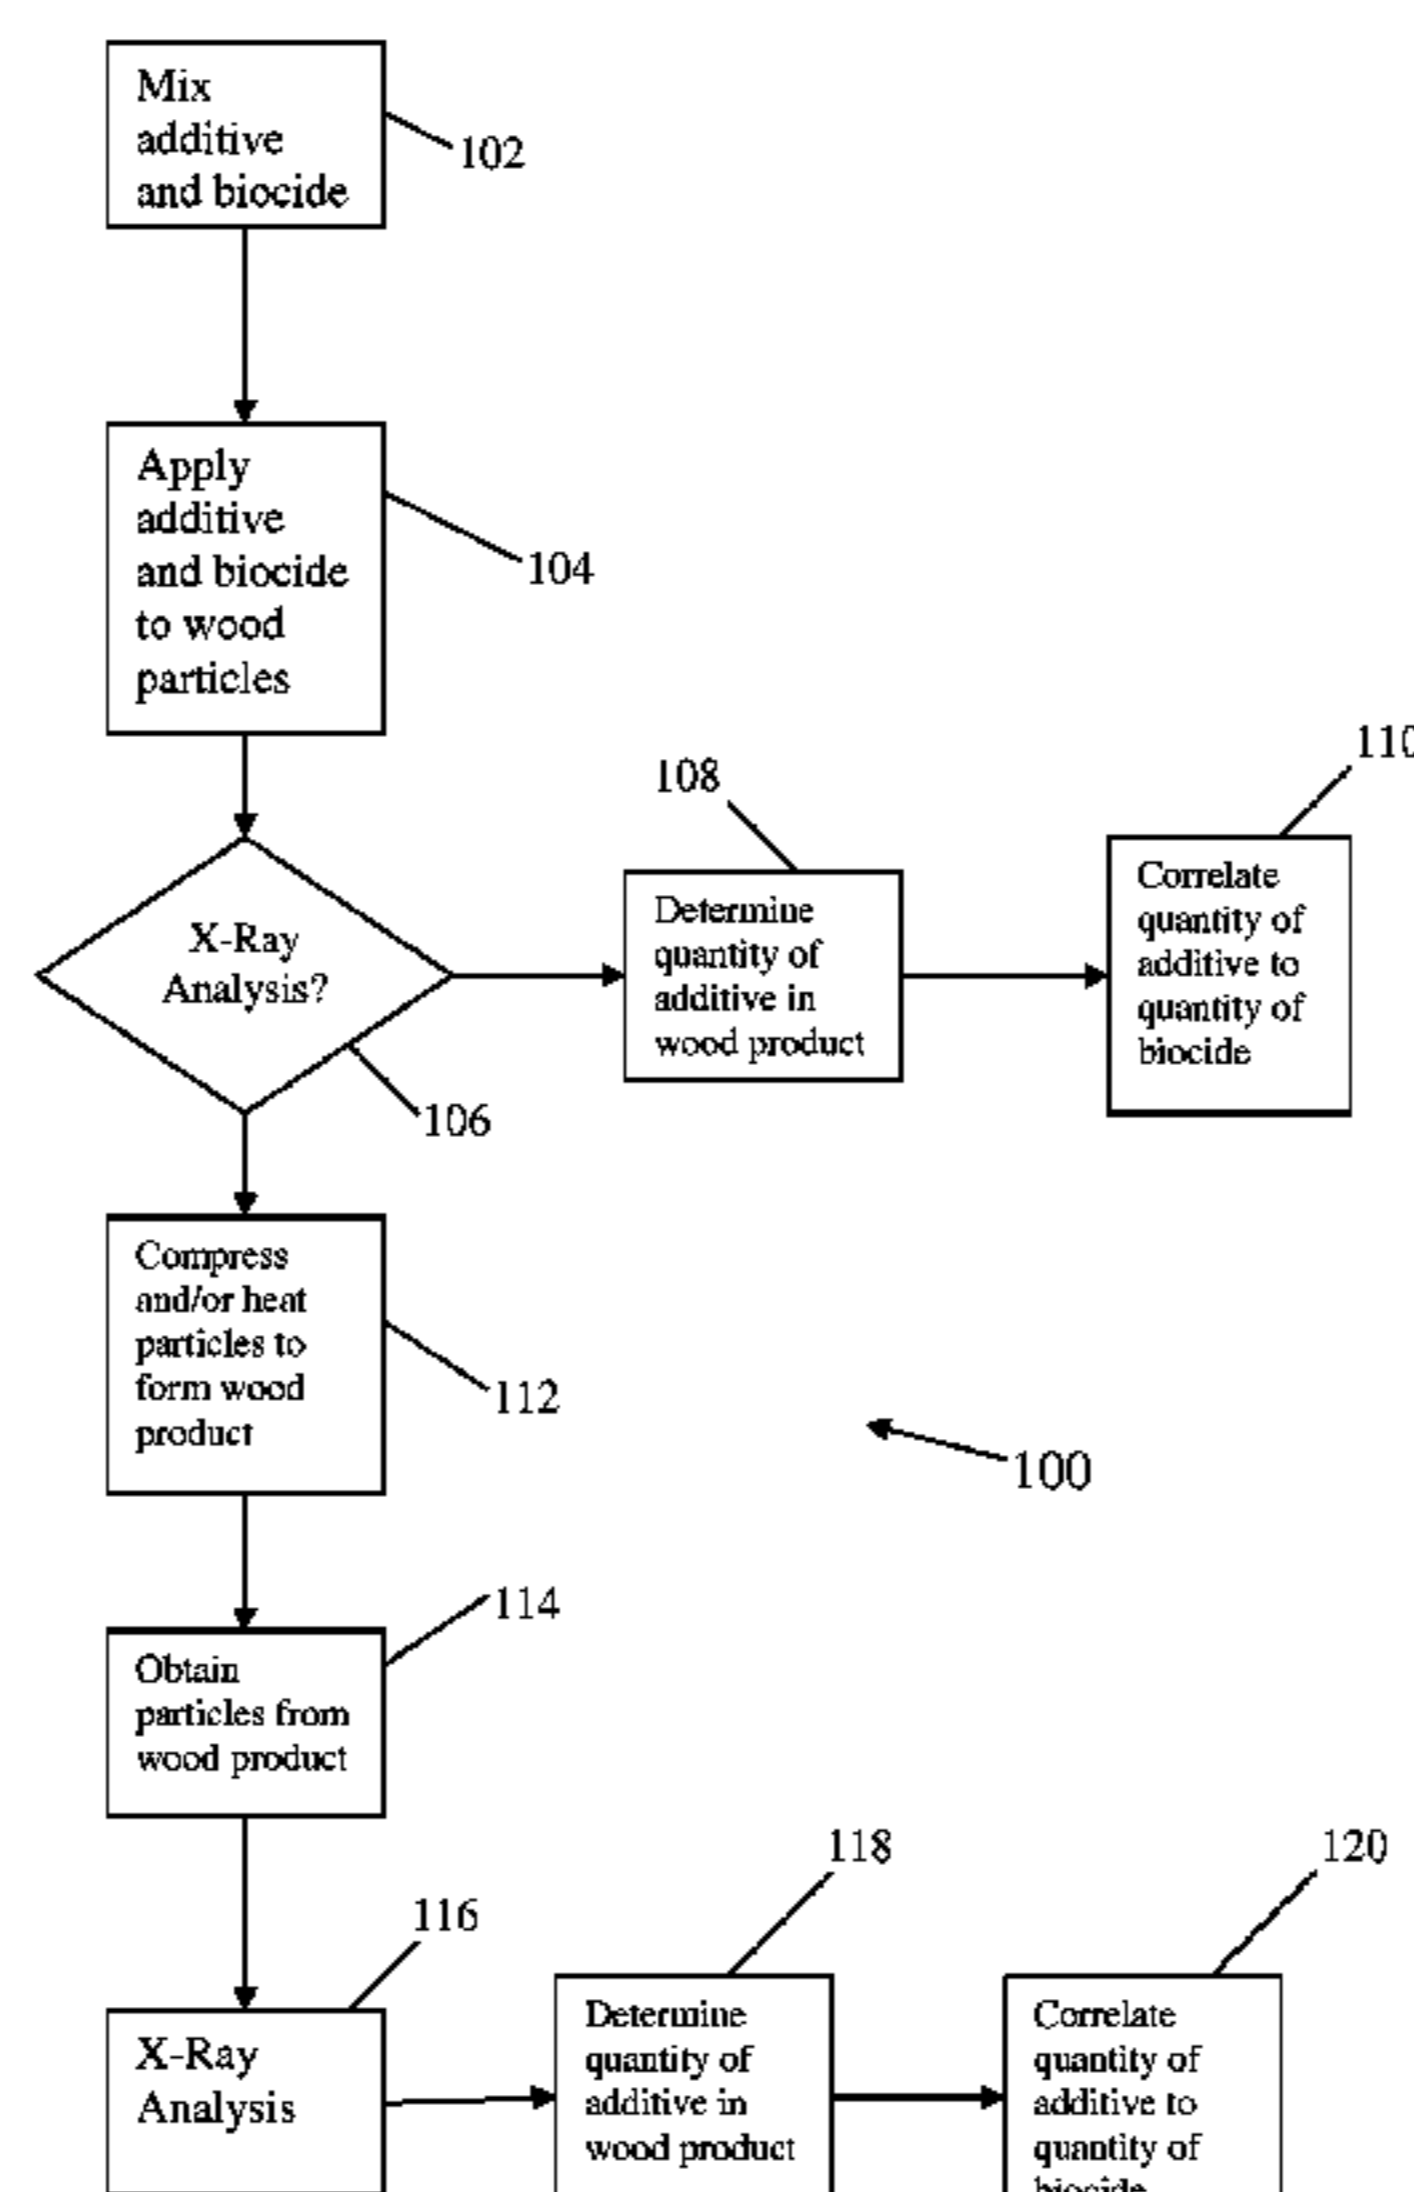 Mix
additive
and biocide
102
Apply
additive
and biocide
to wood
particles
104
X-Ray
Analysis?
106
108
Determine
quantity of
additive in
wood product
110
Correlate
quantity of
additive to
quantity of
biocide
Compress
and/or heat
particles to
form wood
product
112
100
114
Obtain
particles from
wood product
116
X-Ray
Analysis
118
Determine
quantity of
additive in
wood product
120
Correlate
quantity of
additive to
quantity of
biocide